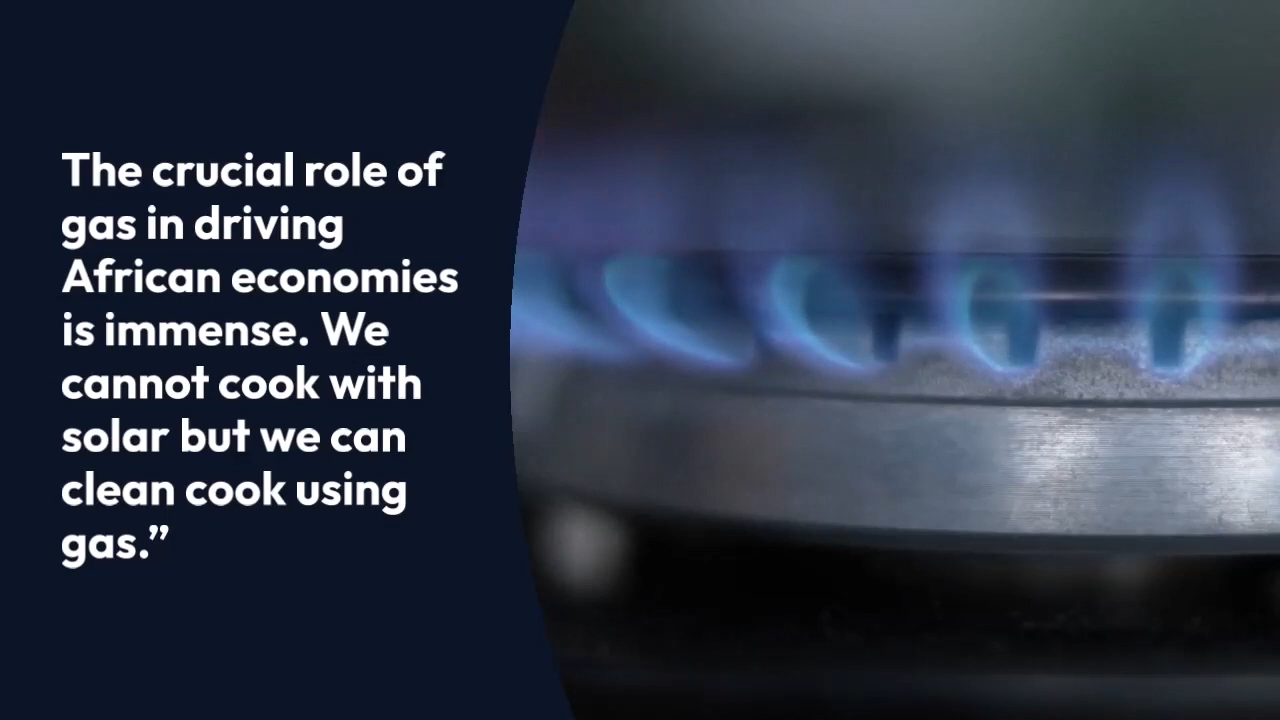 The crucial role of
gas in driving
African economies
is immense. We
cannot cook with
solar but we can
clean cook using
gas.”